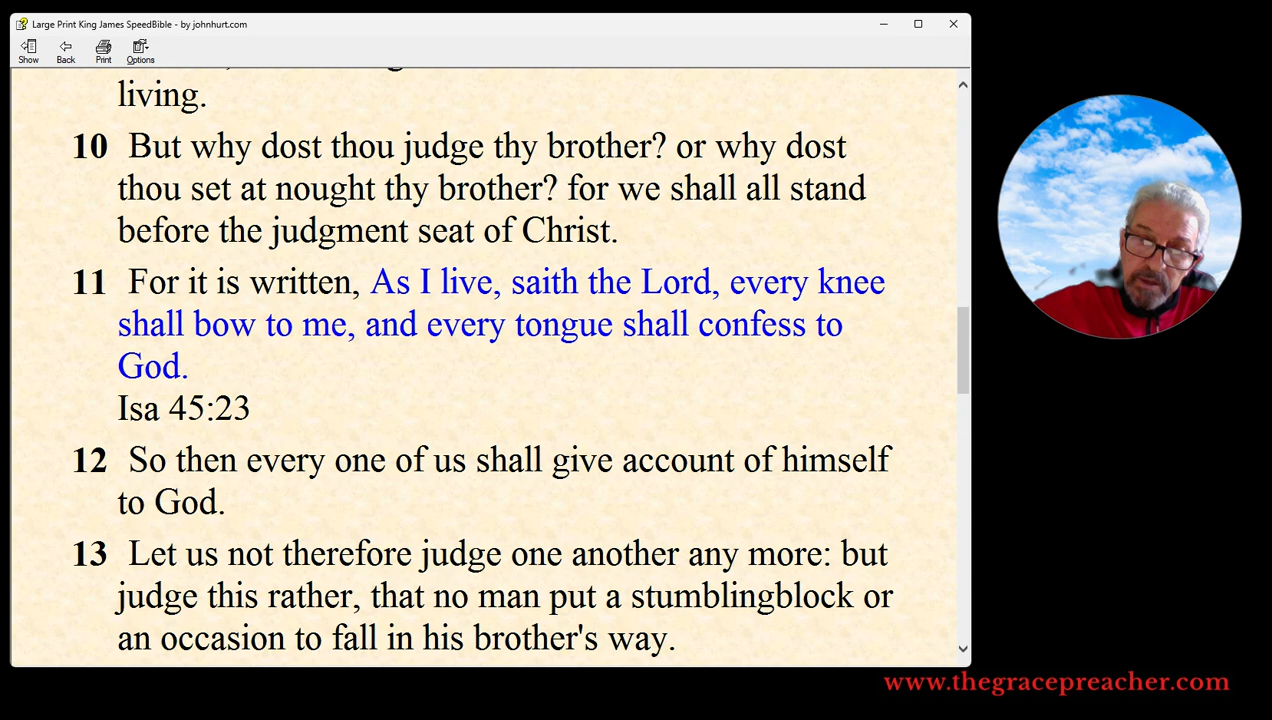 Large Print King James SpeedBible - by johnhurt.com
Show Back Print Options
living.
10 But why dost thou judge thy brother? or why dost
thou set at nought thy brother? for we shall all stand
before the judgment seat of Christ.
11 For it is written, As I live, saith the Lord, every knee
shall bow to me, and every tongue shall confess to
God.
Isa 45:23
12 So then every one of us shall give account of himself
to God.
13 Let us not therefore judge one another any more: but
judge this rather, that no man put a stumblingblock or
an occasion to fall in his brother's way.
www.thegracepreacher.com